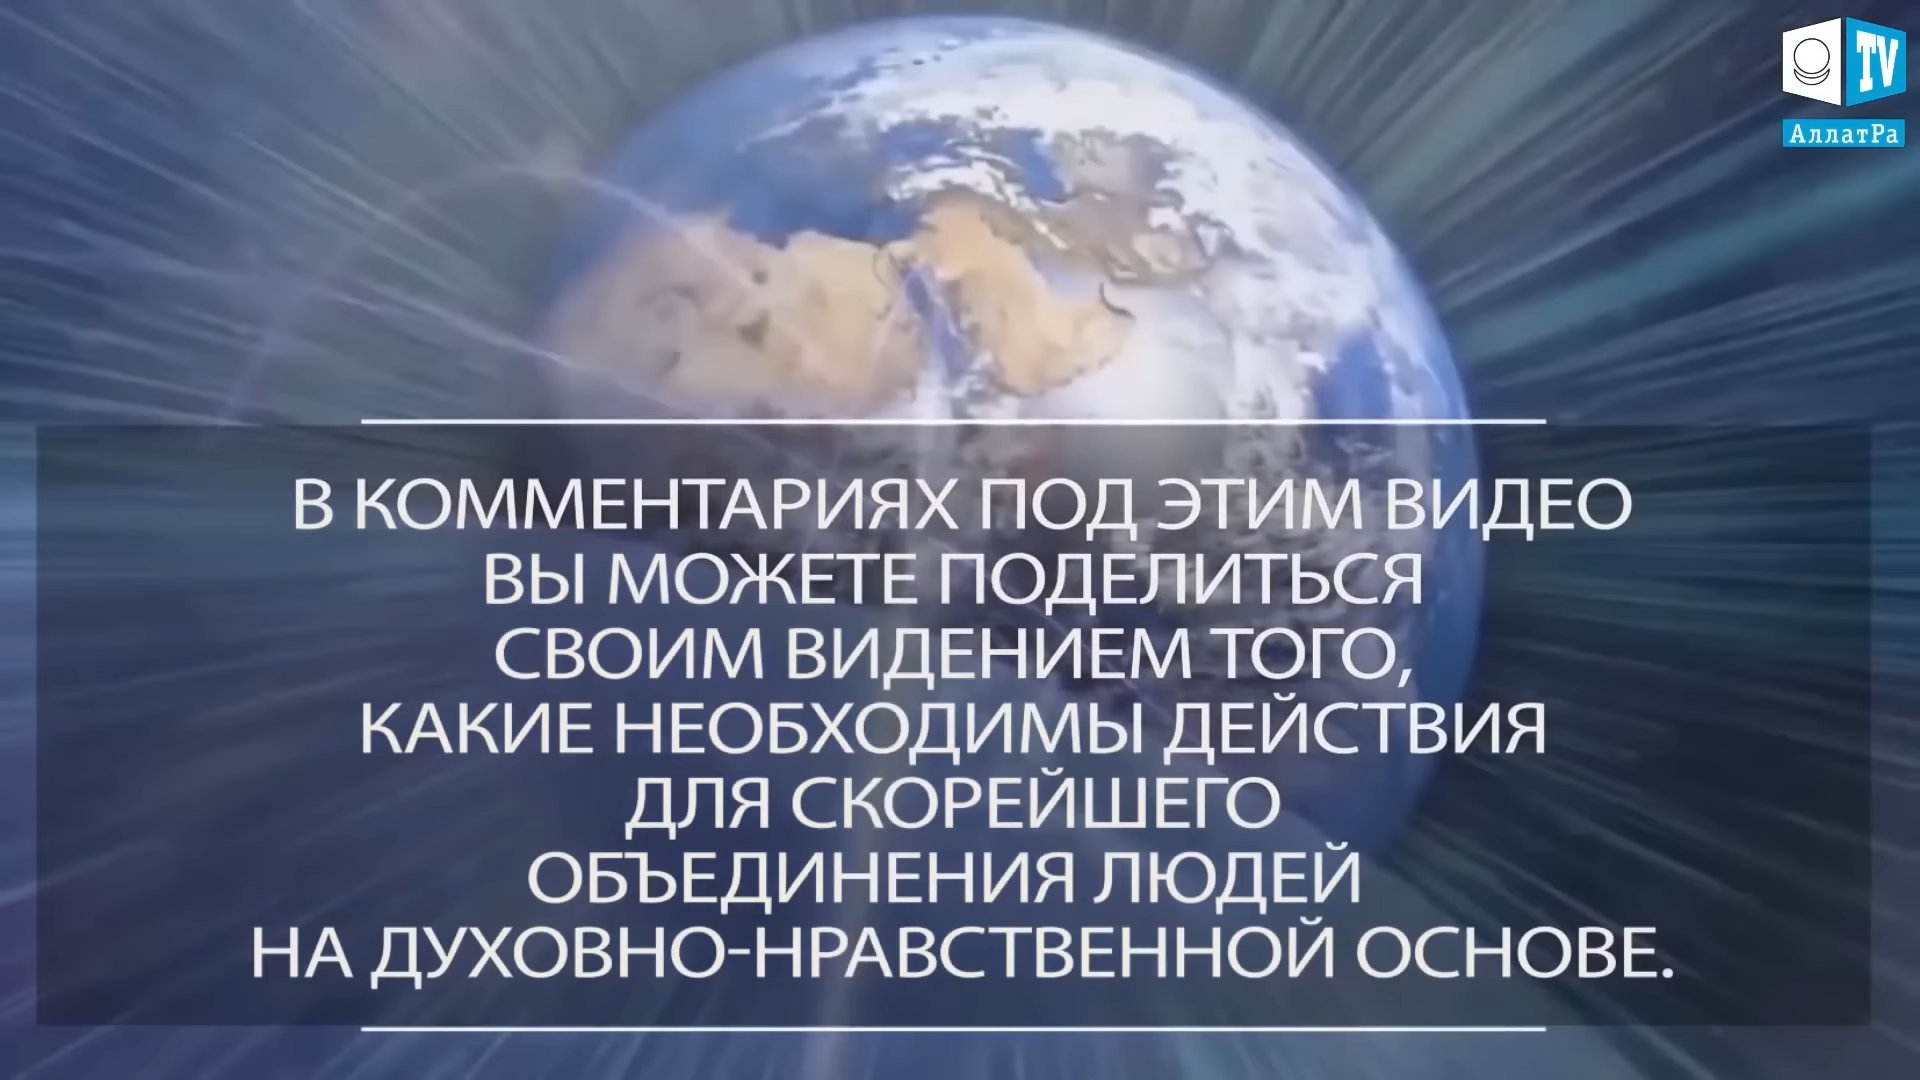 TV
АллатРа
В КОММЕНТАРИЯХ ПОД ЭТИМ ВИДЕО
ВЫ МОЖЕТЕ ПОДЕЛИТЬСЯ
СВОИМ ВИДЕНИЕМ ТОГО,
КАКИЕ НЕОБХОДИМЫ ДЕЙСТВИЯ
ДЛЯ СКОРЕЙШЕГО
ОБЪЕДИНЕНИЯ ЛЮДЕЙ
НА ДУХОВНО-НРАВСТВЕННОЙ ОСНОВЕ.